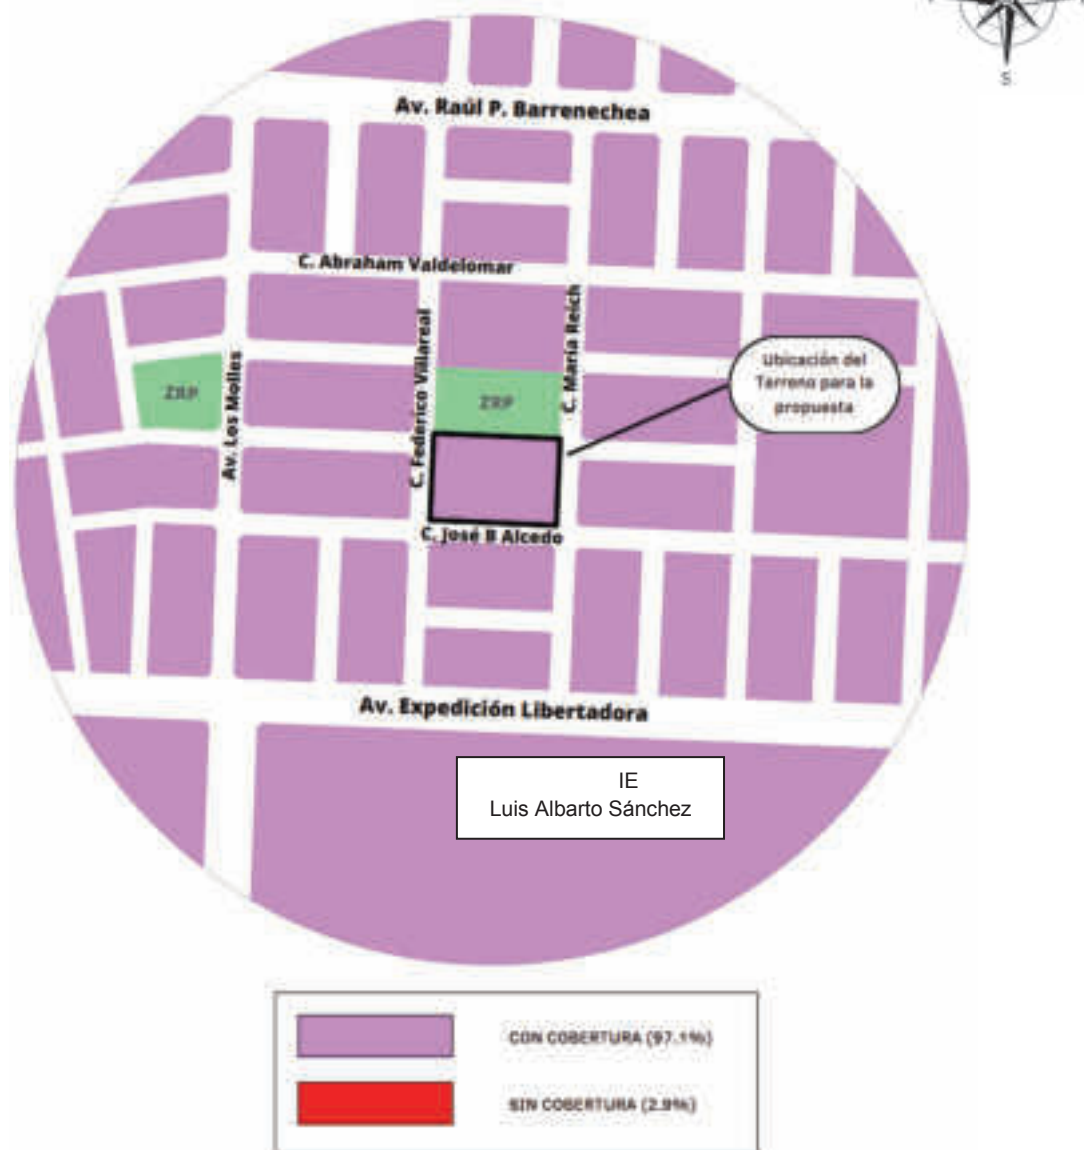 S
Av. Raúl P. Barrenechea
C. Abraham Valdelomar
C. María Reich
C. Federico Villareal
Av. Los Molles
ZRP
ZRP
Ubicación del
Terreno para la
propuesta
C. José B Alcedo
Av. Expedición Libertadora
IE
Luis Albarto Sánchez
CON COBERTURA (97.1%)
SIN COBERTURA (2.9%)